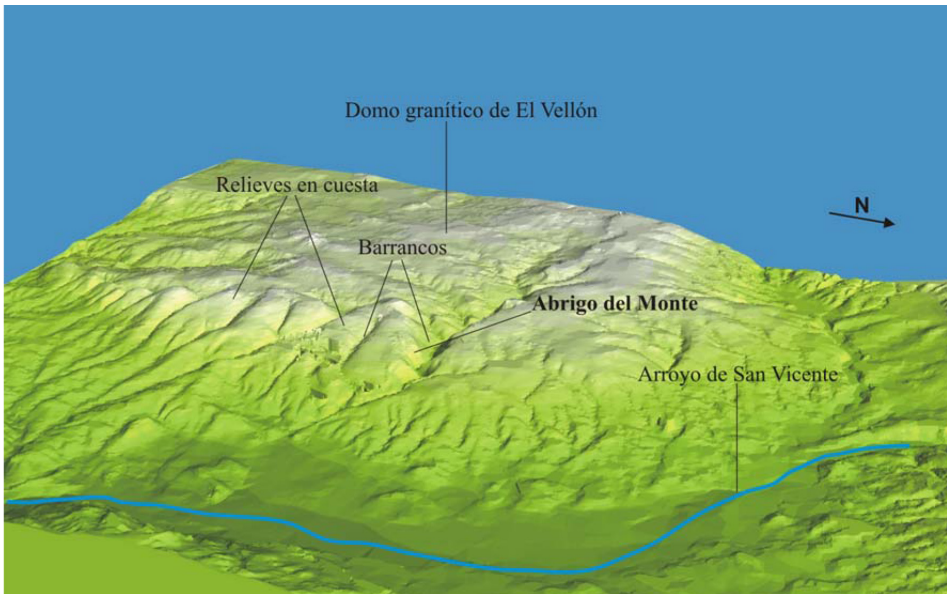 Domo granítico de El Vellón
Relieves en cuesta
N
Barrancos
Abrigo del Monte
Arroyo de San Vicente